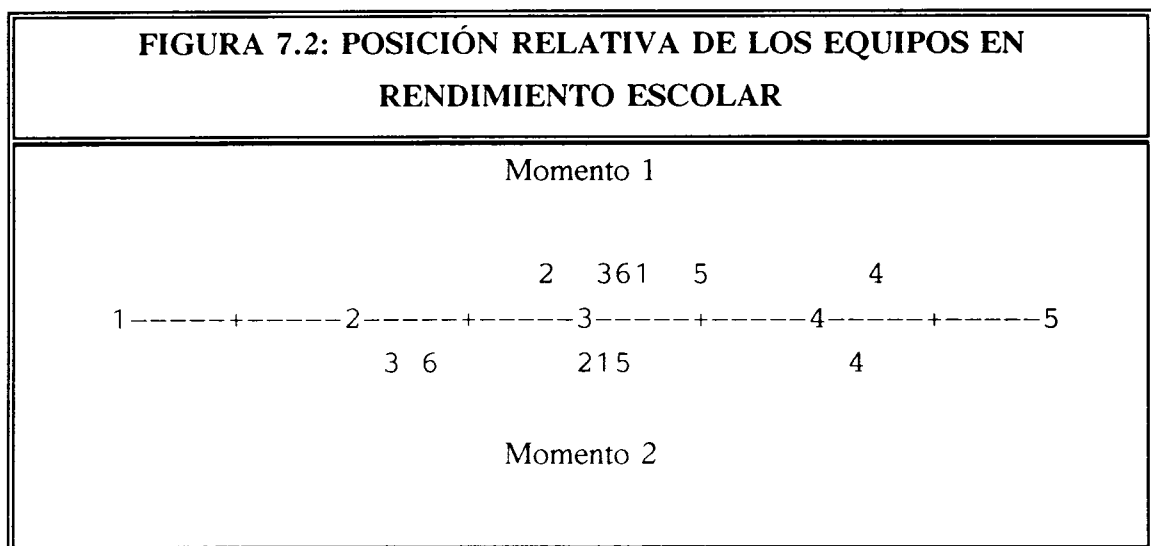 FIGURA 7.2: POSICIÓN RELATIVA DE LOS EQUIPOS EN
RENDIMIENTO ESCOLAR
Momento 1
2 361 5 4
1-----+-----2-----+-----3-----+-----4-----+-----5
3 6 215 4
Momento 2